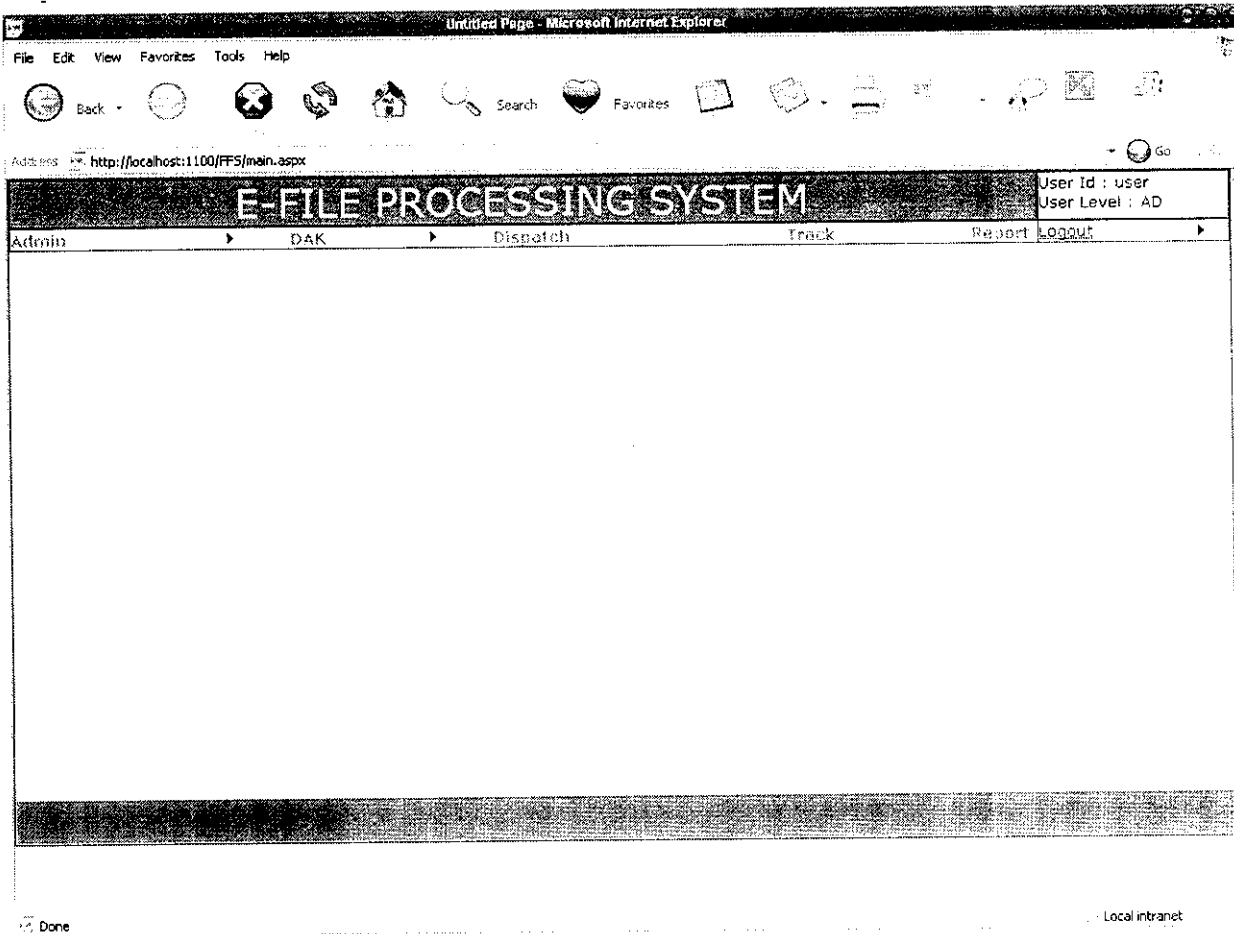 Untitled Page - Microsoft Internet Explorer
File Edit View Favorites Tools Help
Back Search Favorites
Address http://localhost:1100/FFS/main.aspx Go
E-FILE PROCESSING SYSTEM
User Id : user
User Level : AD
Admin DAK Dispatch Track Report Logout
Done Local intranet